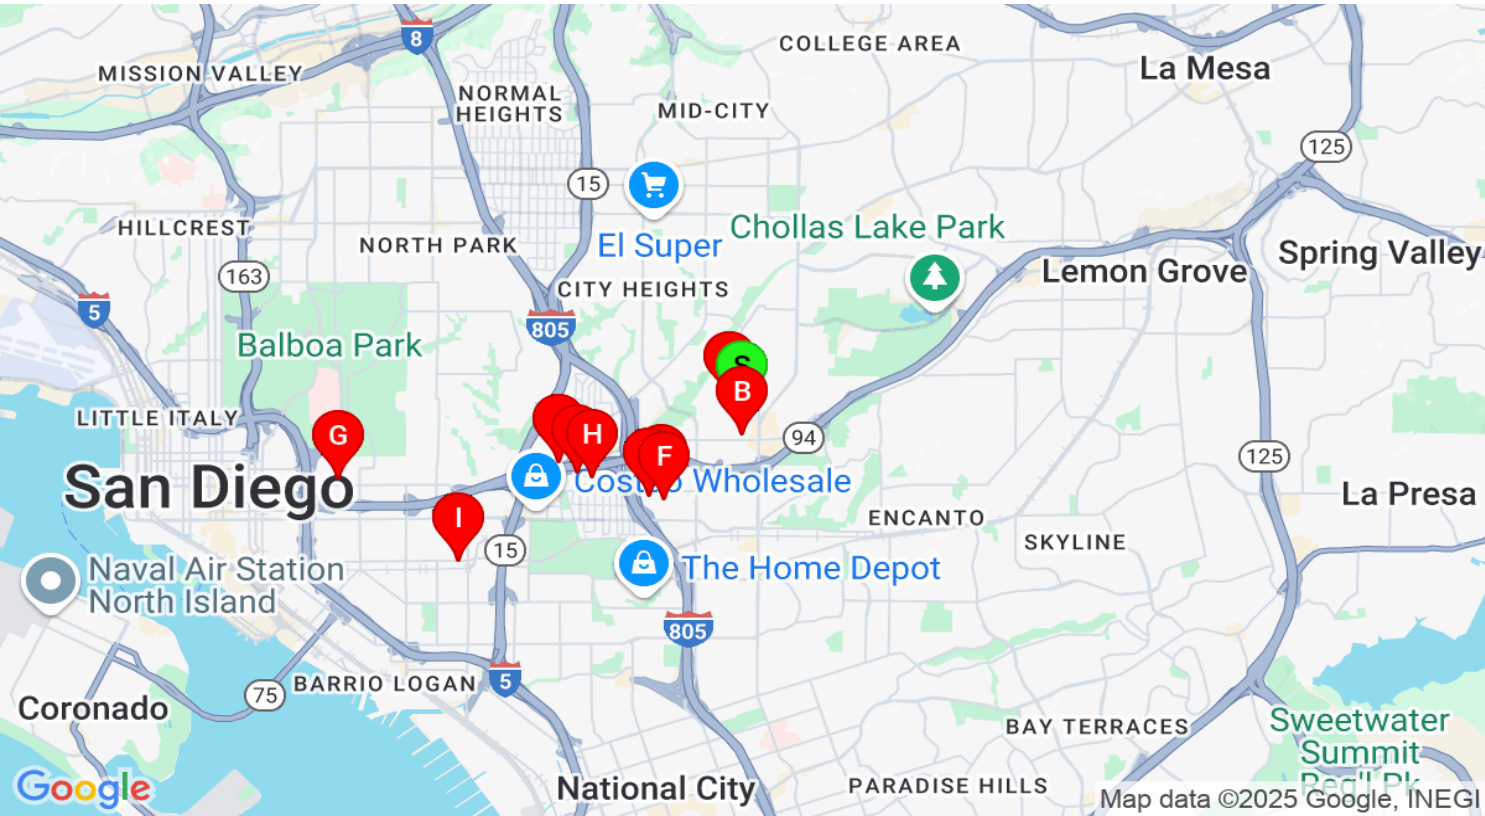 8
COLLEGE AREA
La Mesa
MISSION VALLEY
NORMAL
HEIGHTS
MID-CITY
125
15
HILLCREST
NORTH PARK
El Super
Chollas Lake Park
Spring Valley
163
Lemon Grove
CITY HEIGHTS
5
805
Balboa Park
S
B
LITTLE ITALY
G
H
94
F
125
San Diego
Costco Wholesale
La Presa
I
ENCANTO
SKYLINE
15
Naval Air Station
North Island
The Home Depot
805
5
BARRIO LOGAN
75
Coronado
BAY TERRACES
Sweetwater
Summit
Reg'l Pk
National City
PARADISE HILLS
Google
Map data ©2025 Google, INEGI